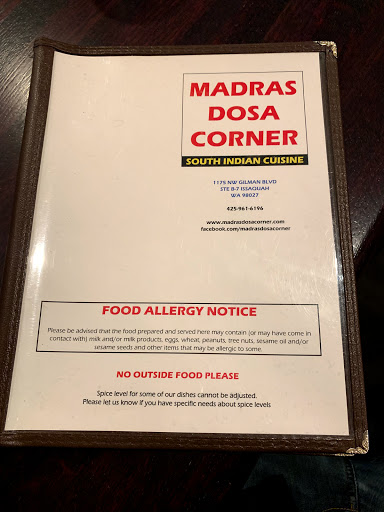 MADRAS
DOSA
CORNER
SOUTH INDIAN CUISINE
1175 NW GILMAN BLVD
STE B-7 ISSAQUAH
WA 98027
425-961-6196
www.madrasdosacorner.com
facebook.com/madrasdosacorner
FOOD ALLERGY NOTICE
Please be advised that the food prepared and served here may contain (or may have come in
contact with) milk and/or milk products, eggs, wheat, peanuts, tree nuts, sesame oil and/or
sesame seeds and other items that may be allergic to some.
NO OUTSIDE FOOD PLEASE
Spice level for some of our dishes cannot be adjusted.
Please let us know if you have specific needs about spice levels